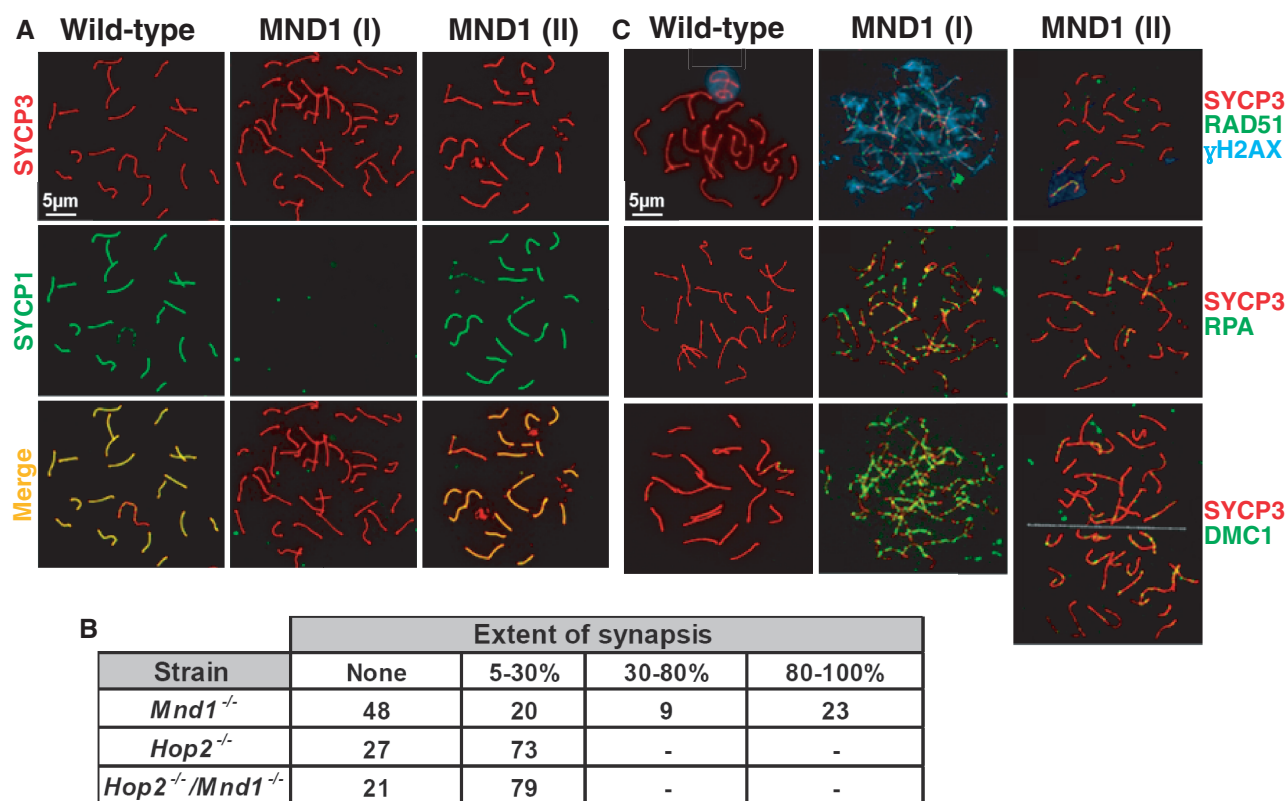 A
Wild-type
MND1 (I)
MND1 (II)
SYCP3
5µm
SYCP1
Merge
C
Wild-type
MND1 (I)
MND1 (II)
5µm
SYCP3
RAD51
γH2AX
SYCP3
RPA
SYCP3
DMC1
B
Extent of synapsis
Strain None 5-30% 30-80% 80-100%
Mnd1 -/- 48 20 9 23
Hop2 -/- 27 73 - -
Hop2 -/- /Mnd1 -/- 21 79 - -